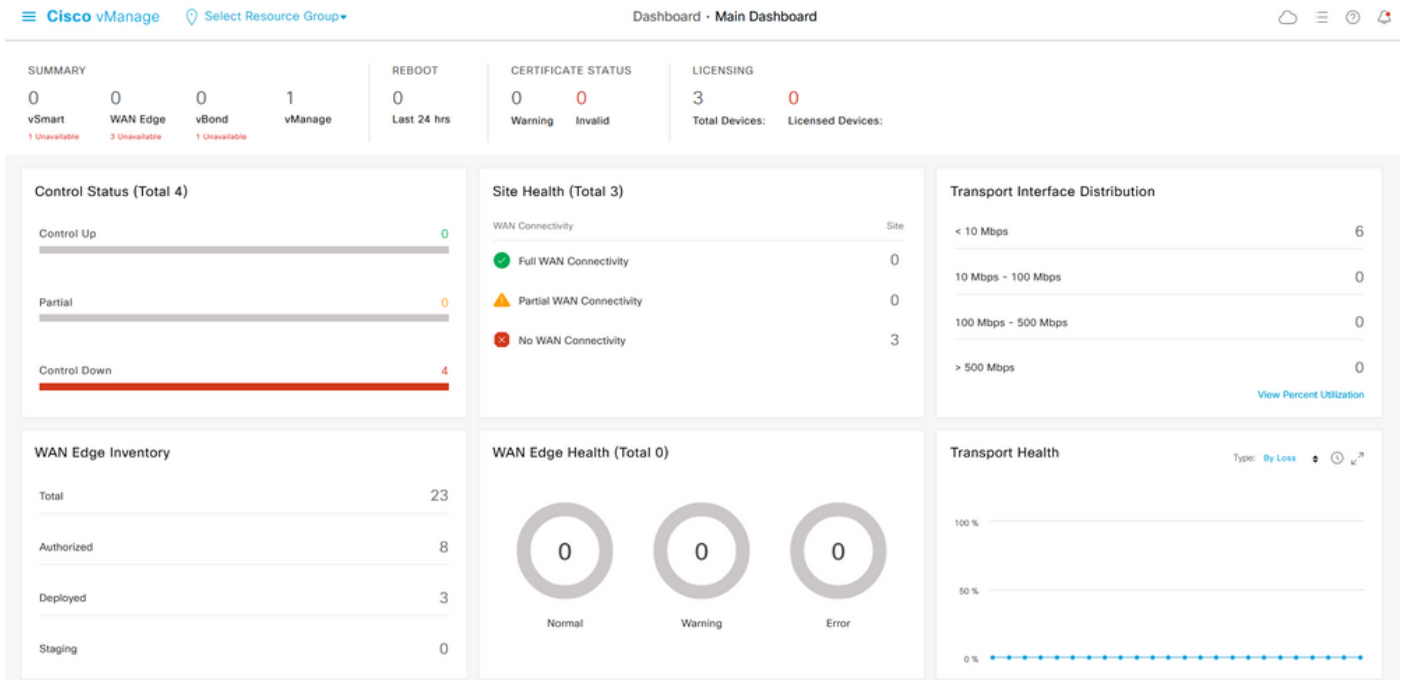 Cisco vManage Select Resource Group Dashboard · Main Dashboard
SUMMARY REBOOT CERTIFICATE STATUS LICENSING
0 0 0 1 0 0 0 3 0
vSmart WAN Edge vBond vManage Last 24 hrs Warning Invalid Total Devices: Licensed Devices:
1 Unavailable 3 Unavailable 1 Unavailable
Control Status (Total 4)
Control Up 0
Partial 0
Control Down 4
Site Health (Total 3)
WAN Connectivity Site
Full WAN Connectivity 0
Partial WAN Connectivity 0
No WAN Connectivity 3
Transport Interface Distribution
< 10 Mbps 6
10 Mbps - 100 Mbps 0
100 Mbps - 500 Mbps 0
> 500 Mbps 0
View Percent Utilization
WAN Edge Inventory
Total 23
Authorized 8
Deployed 3
Staging 0
WAN Edge Health (Total 0)
0 0 0
Normal Warning Error
Transport Health Type: By Loss
100 %
50 %
0 %